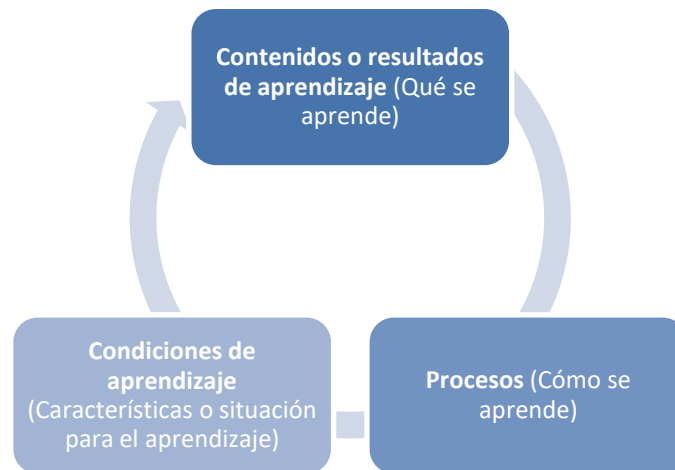 Contenidos o resultados
de aprendizaje (Qué se
aprende)
Condiciones de
aprendizaje
(Características o situación
para el aprendizaje)
Procesos (Cómo se
aprende)